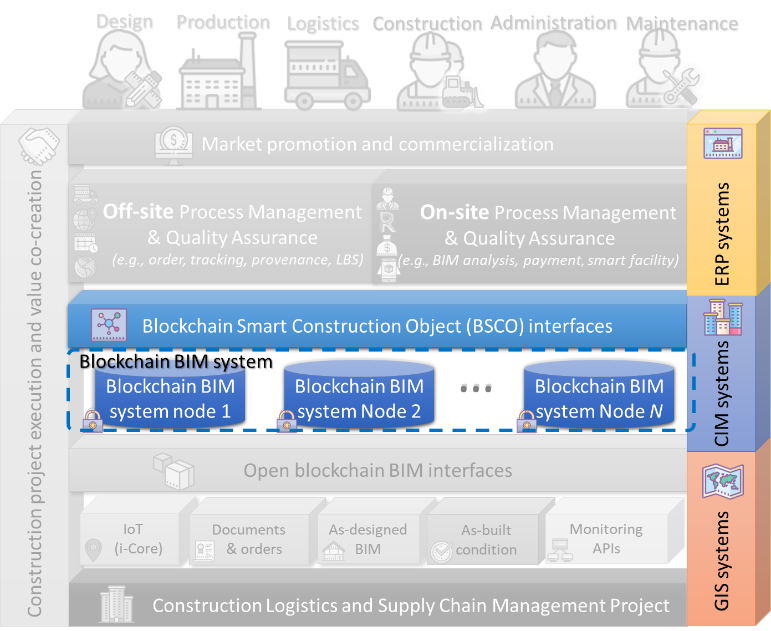 Design
Production
Logistics
Construction
Administration
Maintenance
Construction project execution and value co-creation
Market promotion and commercialization
Off-site Process Management
& Quality Assurance
(e.g., order, tracking, provenance, LBS)
On-site Process Management
& Quality Assurance
(e.g., BIM analysis, payment, smart facility)
ERP systems
Blockchain Smart Construction Object (BSCO) interfaces
Blockchain BIM system
Blockchain BIM
system node 1
Blockchain BIM
system Node 2
Blockchain BIM
system Node N
CIM systems
Open blockchain BIM interfaces
IoT
(i-Core)
Documents
& orders
As-designed
BIM
As-built
condition
Monitoring
APIs
GIS systems
Construction Logistics and Supply Chain Management Project